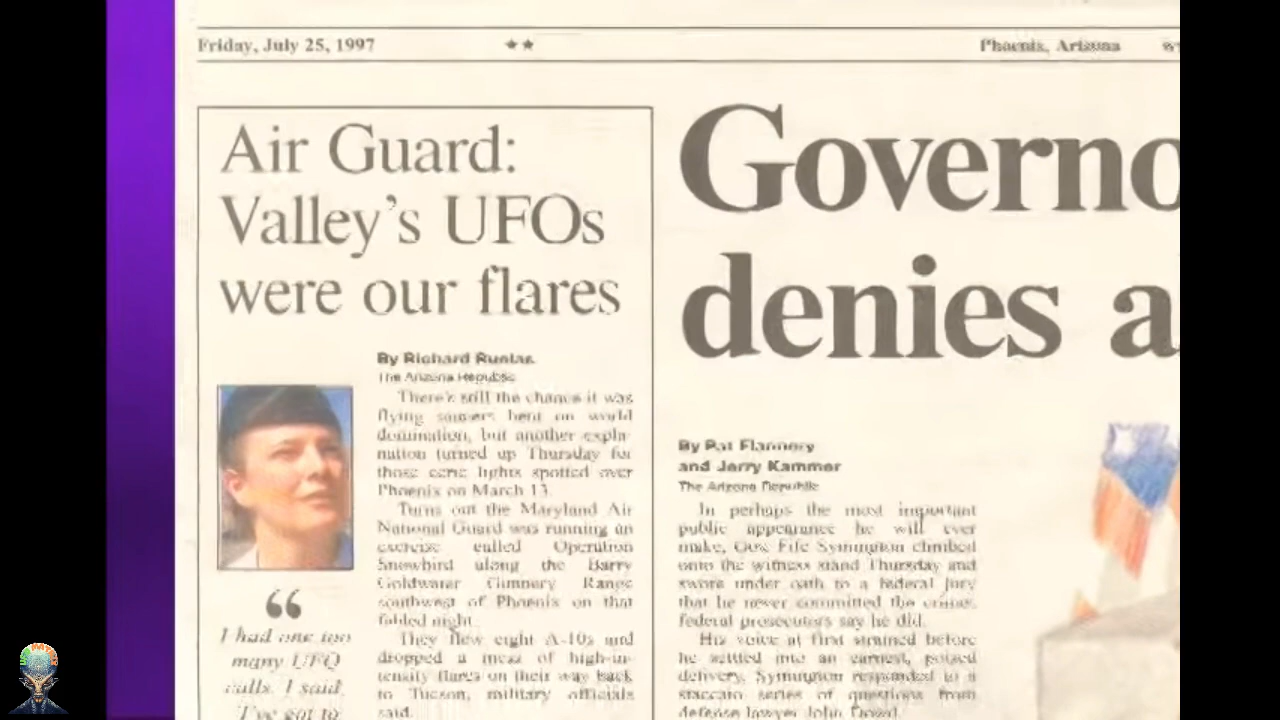 Friday, July 25, 1997
★★
Phoenix, Arizona
Air Guard:
Valley's UFOs
were our flares
By Richard Ruelas
The Arizona Republic
There's still the chance it was
flying saucers bent on world
domination, but another expla-
nation turned up Thursday for
those eerie lights spotted over
Phoenix on March 13.
Turns out the Maryland Air
National Guard was running an
exercise called Operation
Snowbird along the Barry
Goldwater Gunnery Range
southwest of Phoenix on that
fabled night.
They flew eight A-10s and
dropped a mess of high-in-
tensity flares on their way back
to Tucson, military officials
said.
“
I had one too
many UFO
calls. I said,
'I've got to
Governo
denies a
By Pat Flannery
and Jerry Kammer
The Arizona Republic
In perhaps the most important
public appearance he will ever
make, Gov. Fife Symington climbed
onto the witness stand Thursday and
swore under oath to a federal jury
that he never committed the crimes
federal prosecutors say he did.
His voice at first strained before
he settled into an earnest, poised
delivery, Symington responded to a
staccato series of questions from
defense lawyer John Dowd.